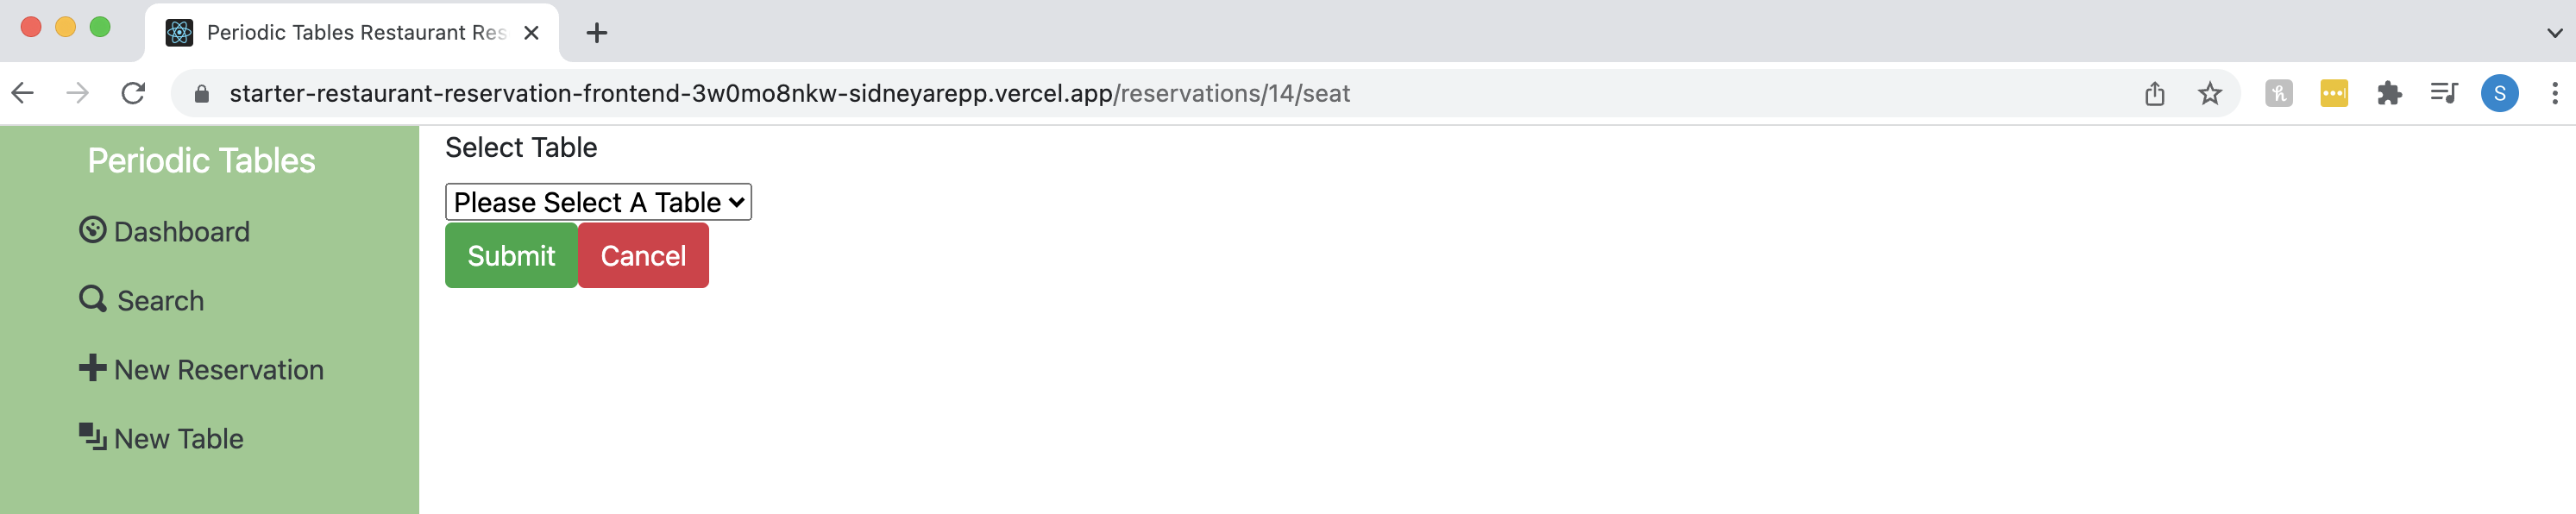 Periodic Tables Restaurant Res
starter-restaurant-reservation-frontend-3w0mo8nkw-sidneyarepp.vercel.app/reservations/14/seat
S
Periodic Tables
Dashboard
Search
New Reservation
New Table
Select Table
Please Select A Table
Submit
Cancel